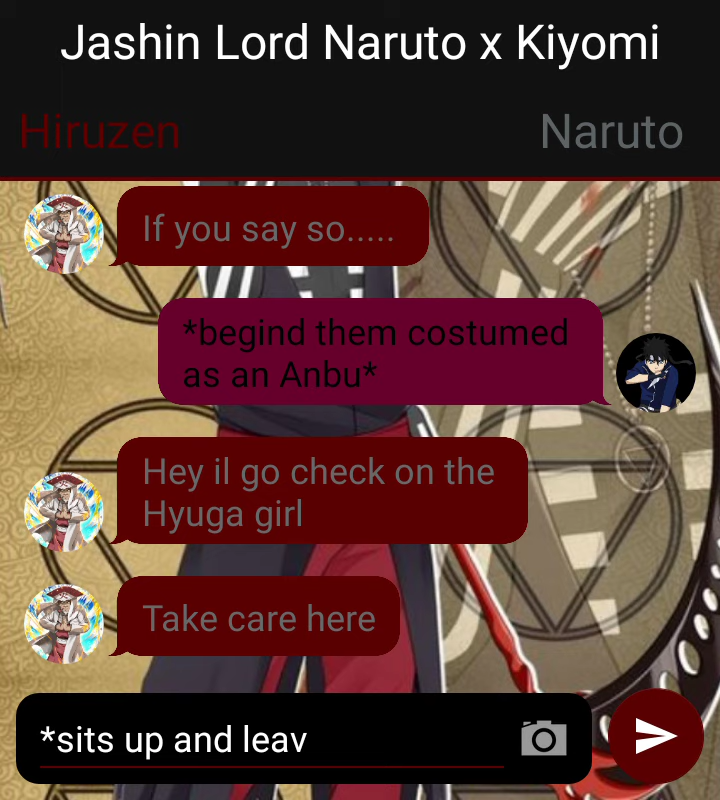 Jashin Lord Naruto x Kiyomi
Hiruzen
Naruto
If you say so.....
*begind them costumed
as an Anbu*
Hey il go check on the
Hyuga girl
Take care here
*sits up and leav